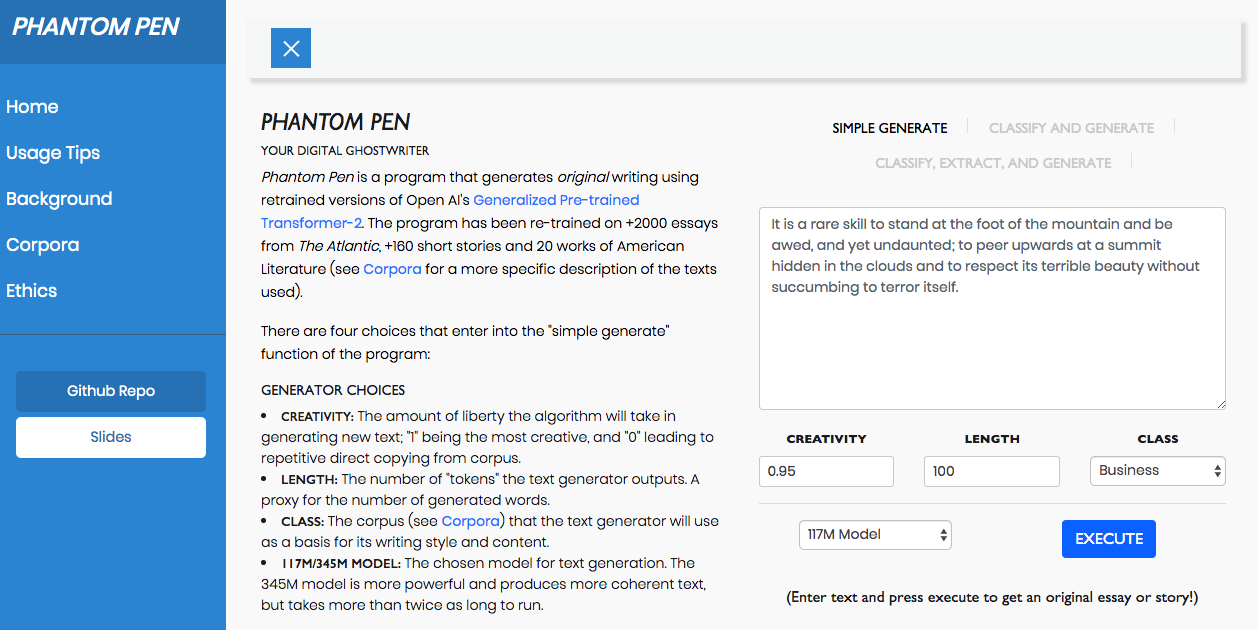 PHANTOM PEN
Home
Usage Tips
Background
Corpora
Ethics
Github Repo
Slides
PHANTOM PEN
YOUR DIGITAL GHOSTWRITER
Phantom Pen is a program that generates original writing using
retrained versions of Open AI's Generalized Pre-trained
Transformer-2. The program has been re-trained on +2000 essays
from The Atlantic, +160 short stories and 20 works of American
Literature (see Corpora for a more specific description of the texts
used).
There are four choices that enter into the "simple generate"
function of the program:
GENERATOR CHOICES
• CREATIVITY: The amount of liberty the algorithm will take in
generating new text; "1" being the most creative, and "0" leading to
repetitive direct copying from corpus.
• LENGTH: The number of "tokens" the text generator outputs. A
proxy for the number of generated words.
• CLASS: The corpus (see Corpora) that the text generator will use
as a basis for its writing style and content.
• 117M/345M MODEL: The chosen model for text generation. The
345M model is more powerful and produces more coherent text,
but takes more than twice as long to run.
SIMPLE GENERATE
CLASSIFY AND GENERATE
CLASSIFY, EXTRACT, AND GENERATE
It is a rare skill to stand at the foot of the mountain and be
awed, and yet undaunted; to peer upwards at a summit
hidden in the clouds and to respect its terrible beauty without
succumbing to terror itself.
CREATIVITY LENGTH CLASS
0.95 100 Business
117M Model EXECUTE
(Enter text and press execute to get an original essay or story!)